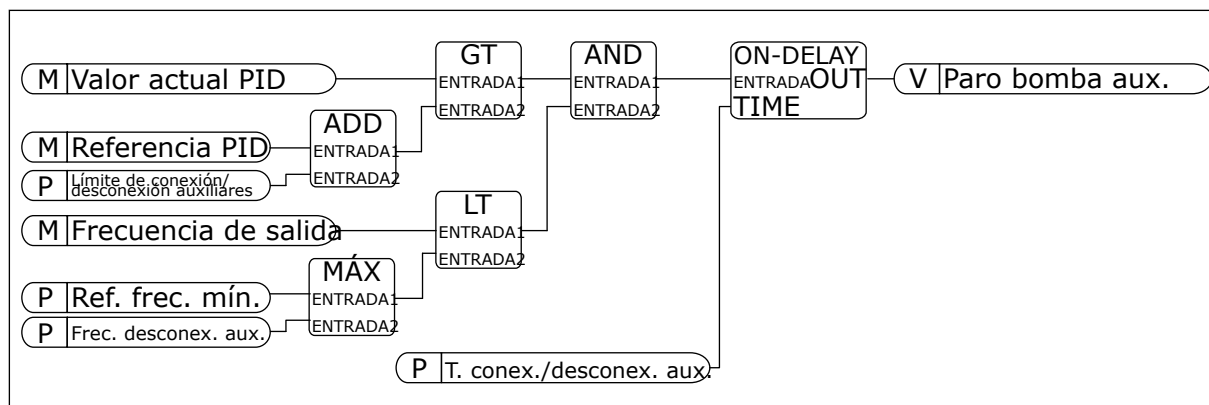 M Valor actual PID
GT
ENTRADA1
ENTRADA2
AND
ENTRADA1
ENTRADA2
ON-DELAY
ENTRADA OUT
TIME
V Paro bomba aux.
M Referencia PID
P Límite de conexión/
desconexión auxiliares
ADD
ENTRADA1
ENTRADA2
M Frecuencia de salida
LT
ENTRADA1
ENTRADA2
P Ref. frec. mín.
P Frec. desconex. aux.
MÁX
ENTRADA1
ENTRADA2
P T. conex./desconex. aux.